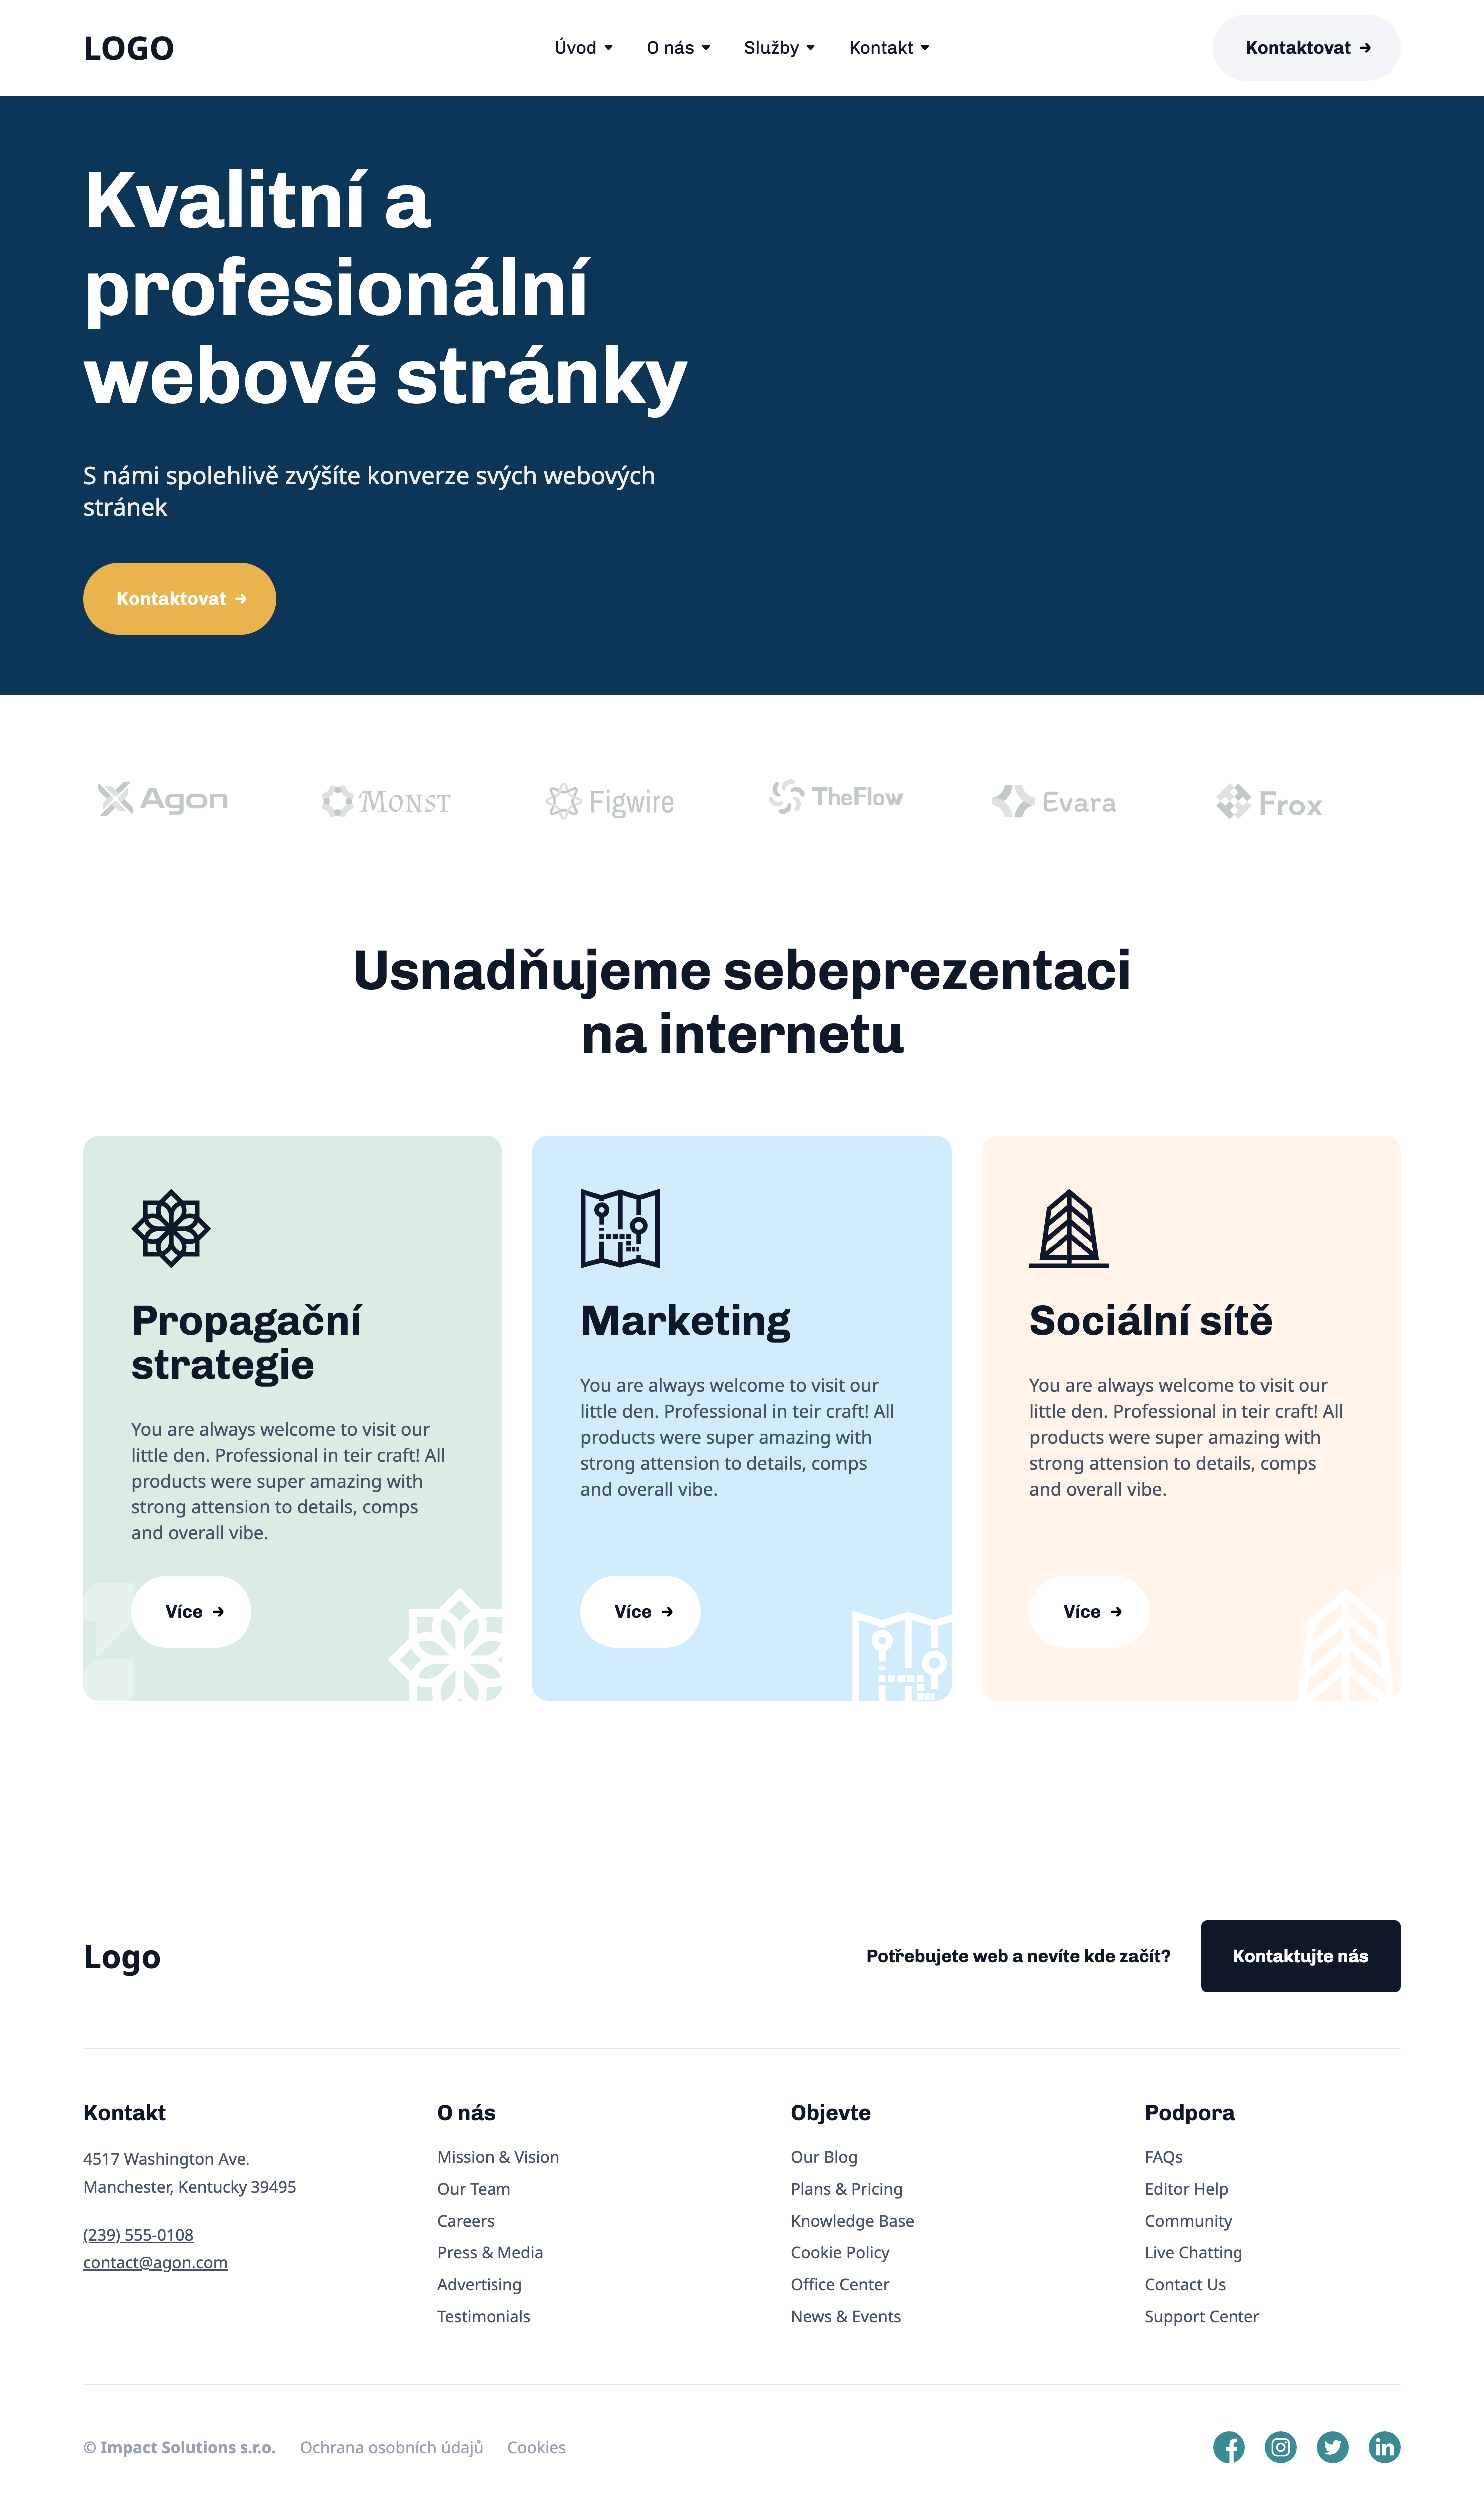 LOGO
Úvod
O nás
Služby
Kontakt
Kontaktovat
Kvalitní a
profesionální
webové stránky
S námi spolehlivě zvýšíte konverze svých webových
stránek
Kontaktovat
Agon
Monst
Figwire
TheFlow
Evara
Frox
Usnadňujeme sebeprezentaci
na internetu
Propagační
strategie
You are always welcome to visit our
little den. Professional in teir craft! All
products were super amazing with
strong attension to details, comps
and overall vibe.
Více
Marketing
You are always welcome to visit our
little den. Professional in teir craft! All
products were super amazing with
strong attension to details, comps
and overall vibe.
Více
Sociální sítě
You are always welcome to visit our
little den. Professional in teir craft! All
products were super amazing with
strong attension to details, comps
and overall vibe.
Více
Logo
Potřebujete web a nevíte kde začít?
Kontaktujte nás
Kontakt
4517 Washington Ave.
Manchester, Kentucky 39495
(239) 555-0108
contact@agon.com
O nás
Mission & Vision
Our Team
Careers
Press & Media
Advertising
Testimonials
Objevte
Our Blog
Plans & Pricing
Knowledge Base
Cookie Policy
Office Center
News & Events
Podpora
FAQs
Editor Help
Community
Live Chatting
Contact Us
Support Center
© Impact Solutions s.r.o.
Ochrana osobních údajů
Cookies